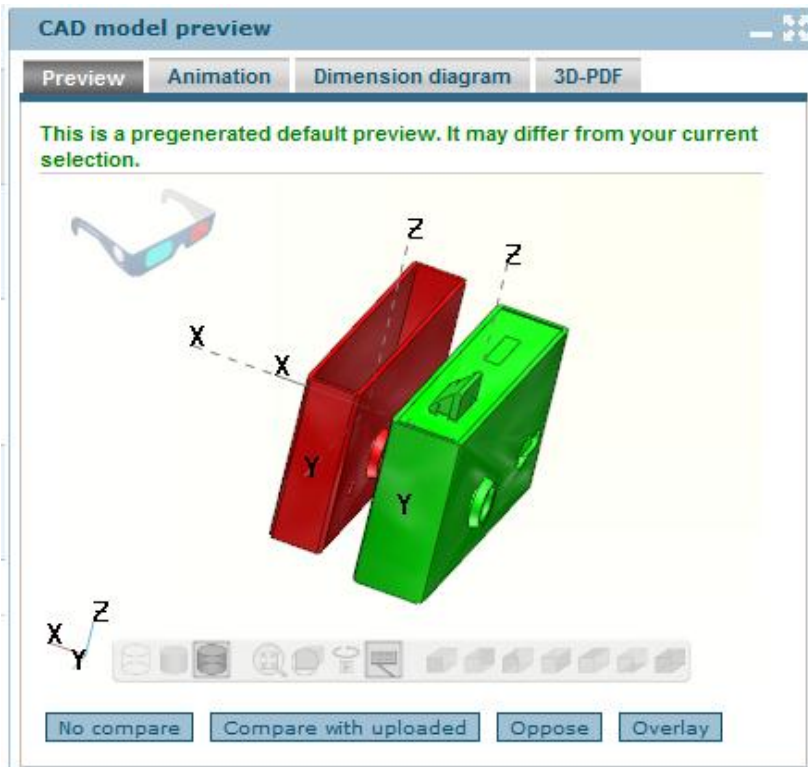 CAD model preview
Preview Animation Dimension diagram 3D-PDF
This is a pregenerated default preview. It may differ from your current
selection.
Z
Z
X
X
Y
Y
Z
X
Y
No compare Compare with uploaded Oppose Overlay